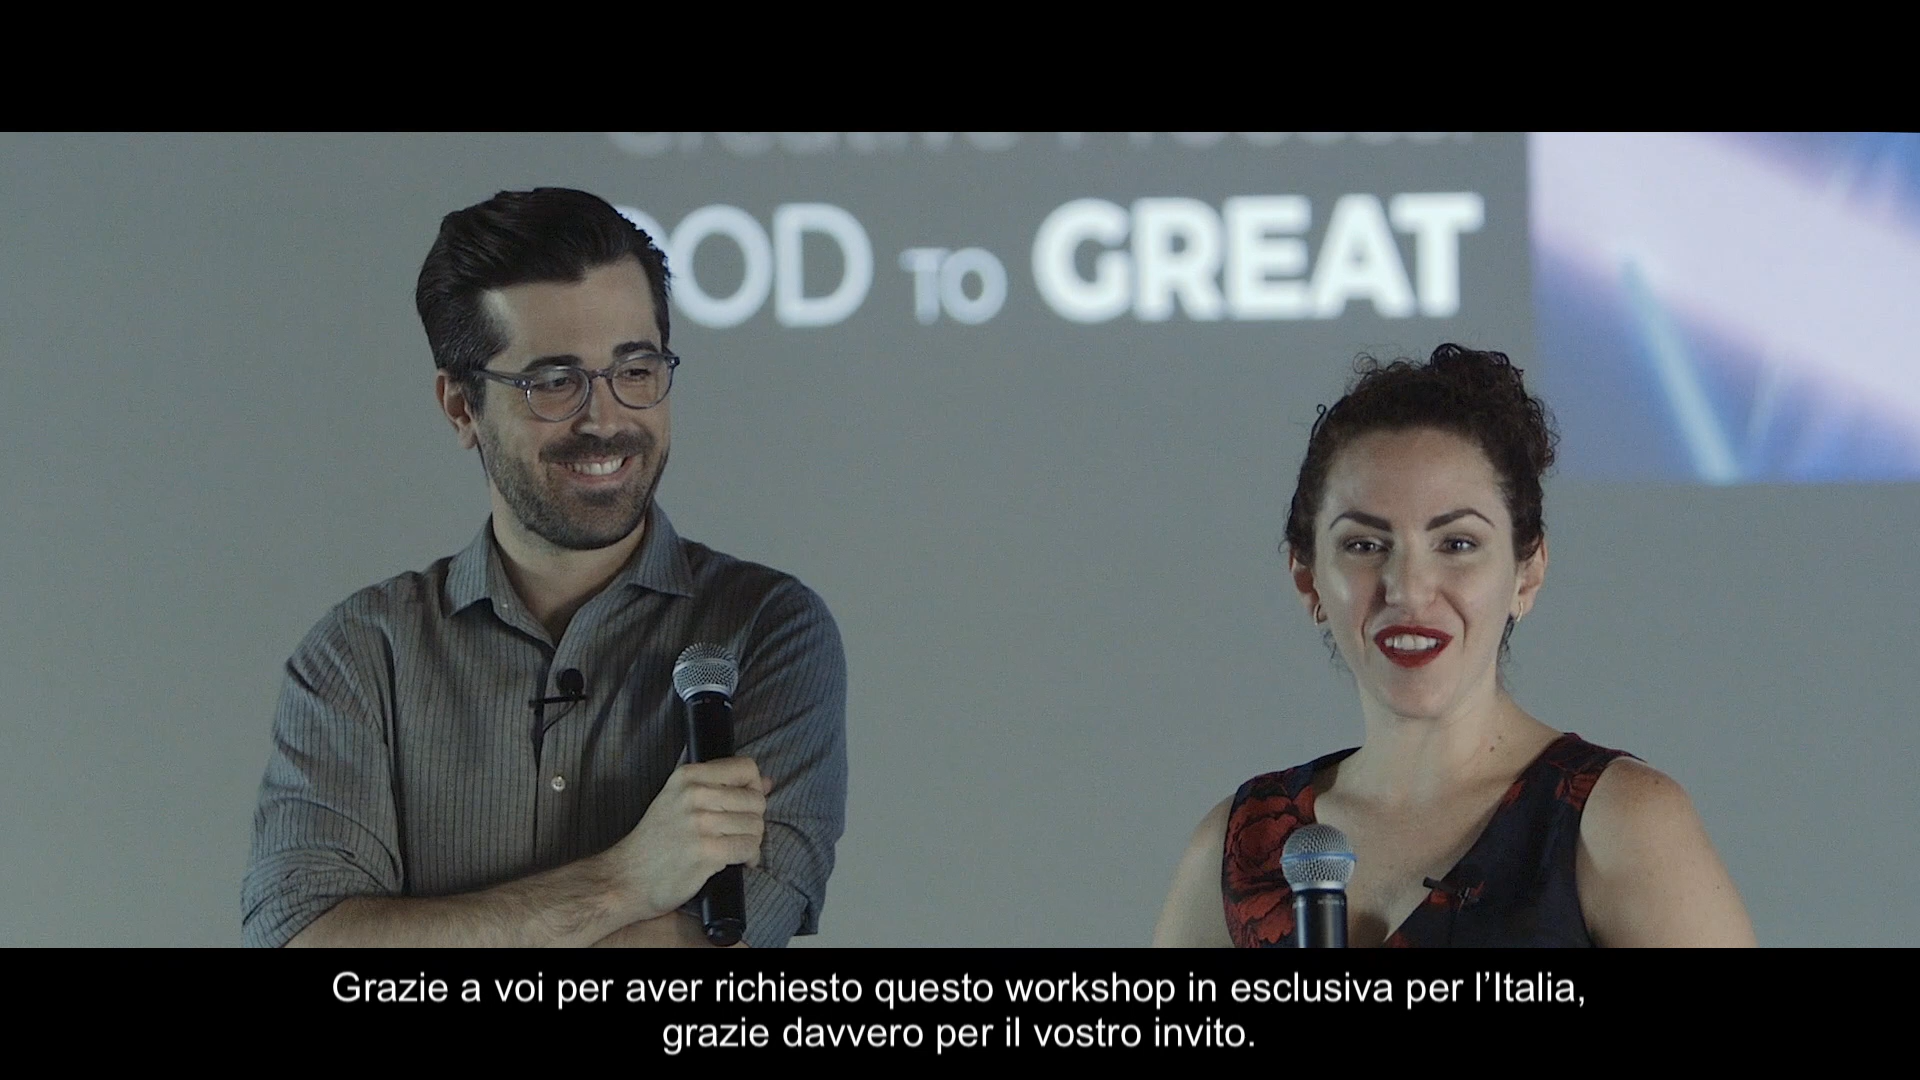 TO GREAT
Grazie a voi per aver richiesto questo workshop in esclusiva per l’Italia,
grazie davvero per il vostro invito.